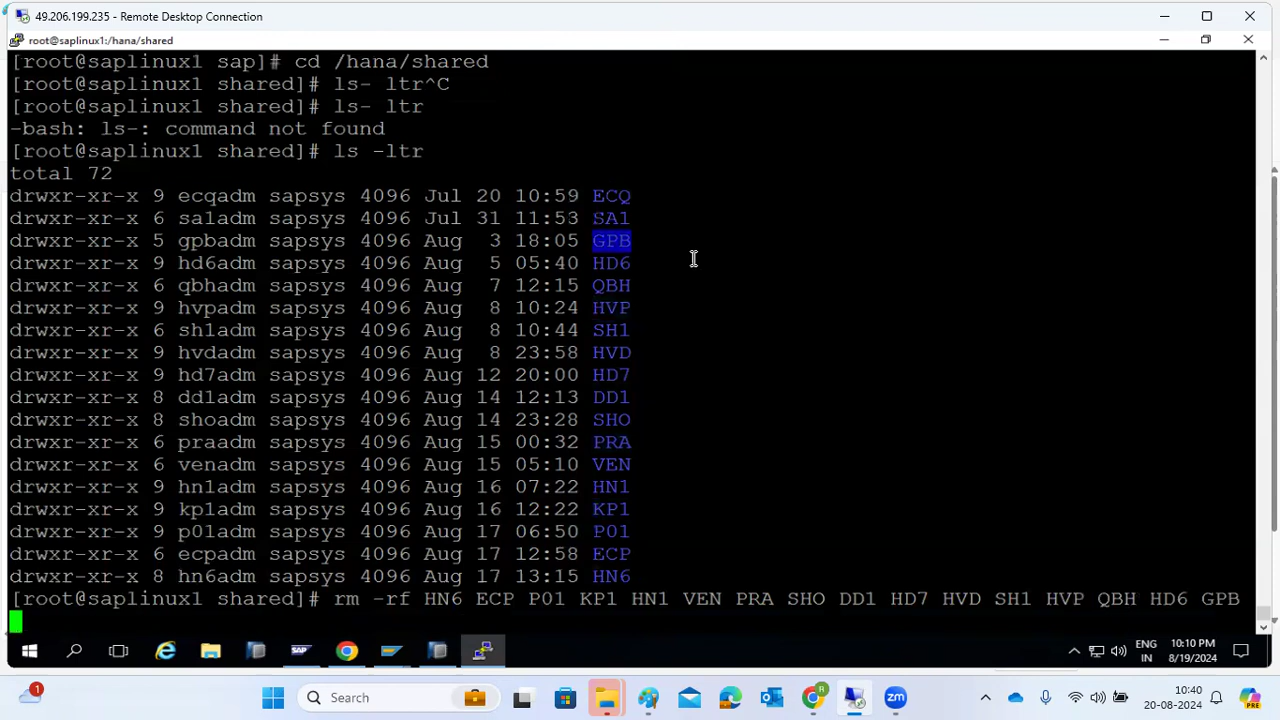 49.206.199.235 - Remote Desktop Connection
root@saplinux1:/hana/shared
[root@saplinux1 sap]# cd /hana/shared
[root@saplinux1 shared]# ls- ltr^C
[root@saplinux1 shared]# ls- ltr
-bash: ls-: command not found
[root@saplinux1 shared]# ls -ltr
total 72
drwxr-xr-x 9 ecqadm sapsys 4096 Jul 20 10:59 ECQ
drwxr-xr-x 6 sa1adm sapsys 4096 Jul 31 11:53 SA1
drwxr-xr-x 5 gpbadm sapsys 4096 Aug  3 18:05 GPB
drwxr-xr-x 9 hd6adm sapsys 4096 Aug  5 05:40 HD6
drwxr-xr-x 6 qbhadm sapsys 4096 Aug  7 12:15 QBH
drwxr-xr-x 9 hvpadm sapsys 4096 Aug  8 10:24 HVP
drwxr-xr-x 6 sh1adm sapsys 4096 Aug  8 10:44 SH1
drwxr-xr-x 9 hvdadm sapsys 4096 Aug  8 23:58 HVD
drwxr-xr-x 9 hd7adm sapsys 4096 Aug 12 20:00 HD7
drwxr-xr-x 8 dd1adm sapsys 4096 Aug 14 12:13 DD1
drwxr-xr-x 8 shoadm sapsys 4096 Aug 14 23:28 SHO
drwxr-xr-x 6 praadm sapsys 4096 Aug 15 00:32 PRA
drwxr-xr-x 6 venadm sapsys 4096 Aug 15 05:10 VEN
drwxr-xr-x 9 hn1adm sapsys 4096 Aug 16 07:22 HN1
drwxr-xr-x 9 kp1adm sapsys 4096 Aug 16 12:22 KP1
drwxr-xr-x 9 p01adm sapsys 4096 Aug 17 06:50 P01
drwxr-xr-x 6 ecpadm sapsys 4096 Aug 17 12:58 ECP
drwxr-xr-x 8 hn6adm sapsys 4096 Aug 17 13:15 HN6
[root@saplinux1 shared]# rm -rf HN6 ECP P01 KP1 HN1 VEN PRA SHO DD1 HD7 HVD SH1 HVP QBH HD6 GPB
ENG
IN
10:10 PM
8/19/2024
1
Search
PRE
R
zm
10:40
20-08-2024